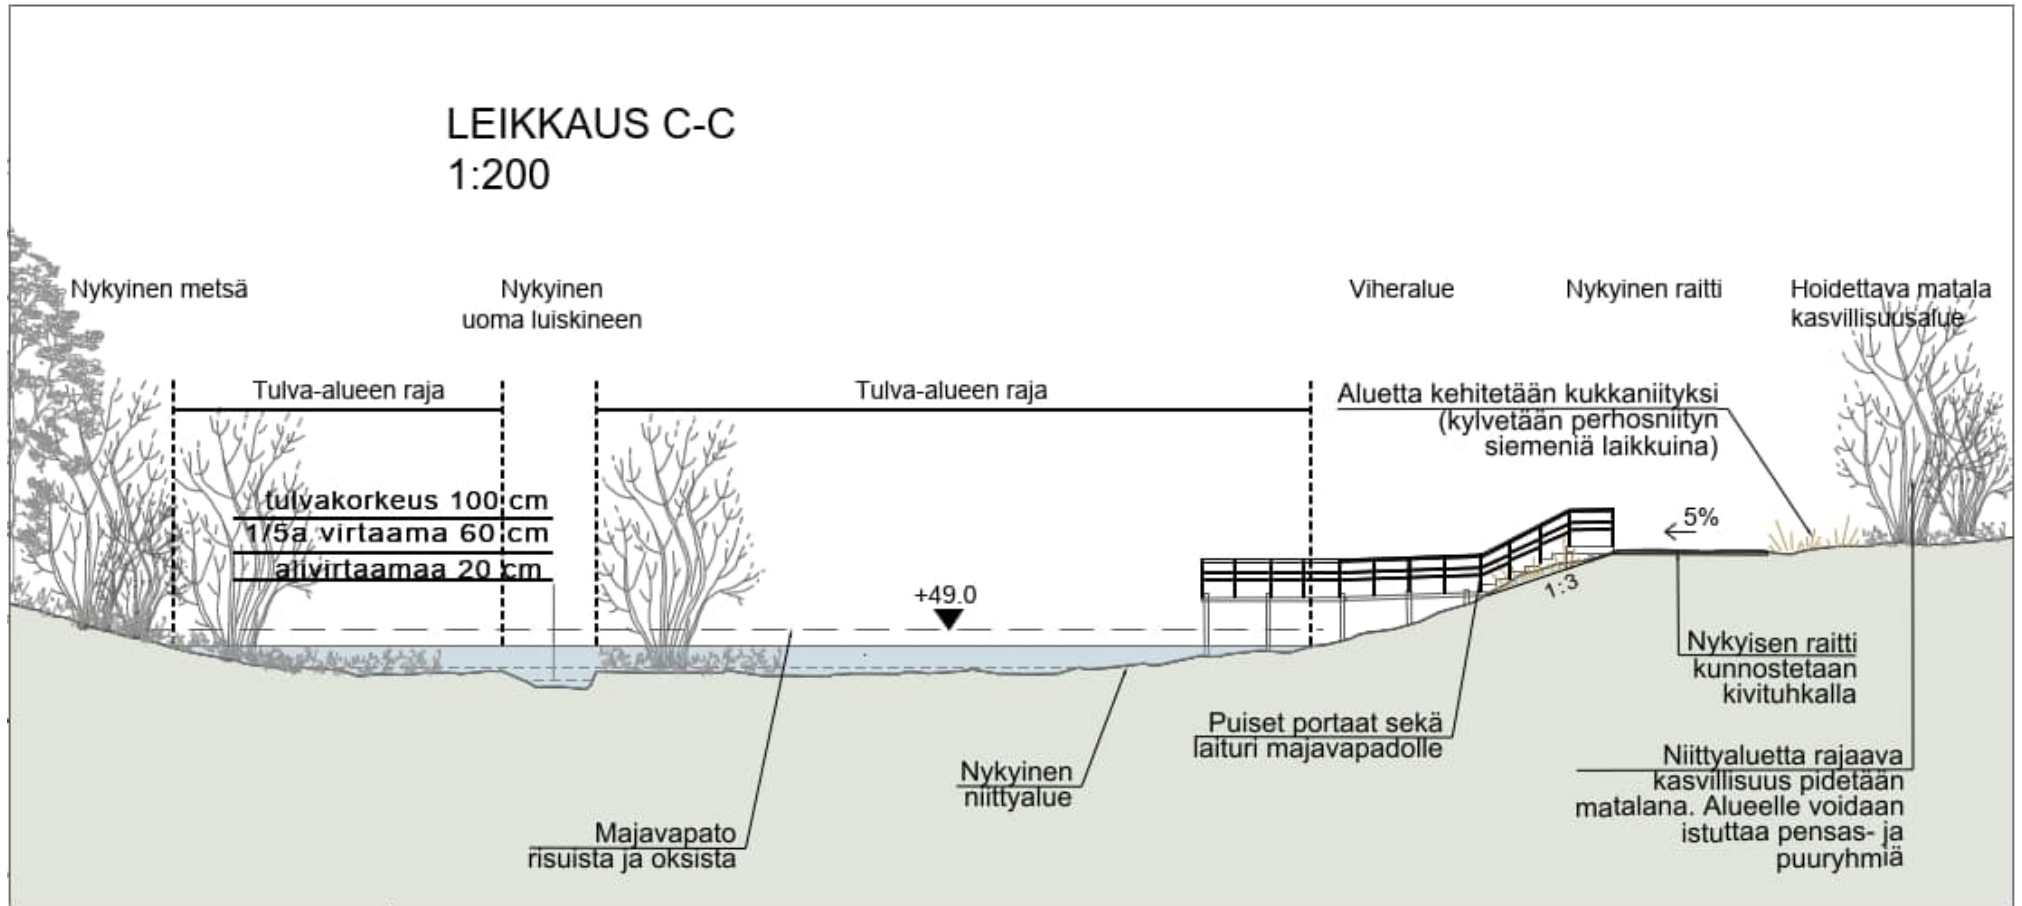 LEIKKAUS C-C
1:200
Nykyinen metsä
Nykyinen
uoma luiskineen
Viheralue
Nykyinen raitti
Hoidettava matala
kasvillisuusalue
Tulva-alueen raja
Tulva-alueen raja
Aluetta kehitetään kukkaniityksi
(kylvetään perhosniityn
siemeniä laikkuina)
tulvakorkeus 100 cm
1/5a virtaama 60 cm
alivirtaamaa 20 cm
5%
+49.0
1:3
Nykyisen raitti
kunnostetaan
kivituhkalla
Puiset portaat sekä
laituri majavapadolle
Nykyinen
niittyalue
Niittyaluetta rajaava
kasvillisuus pidetään
matalana. Alueelle voidaan
istuttaa pensas- ja
puuryhmiä
Majavapato
risuista ja oksista